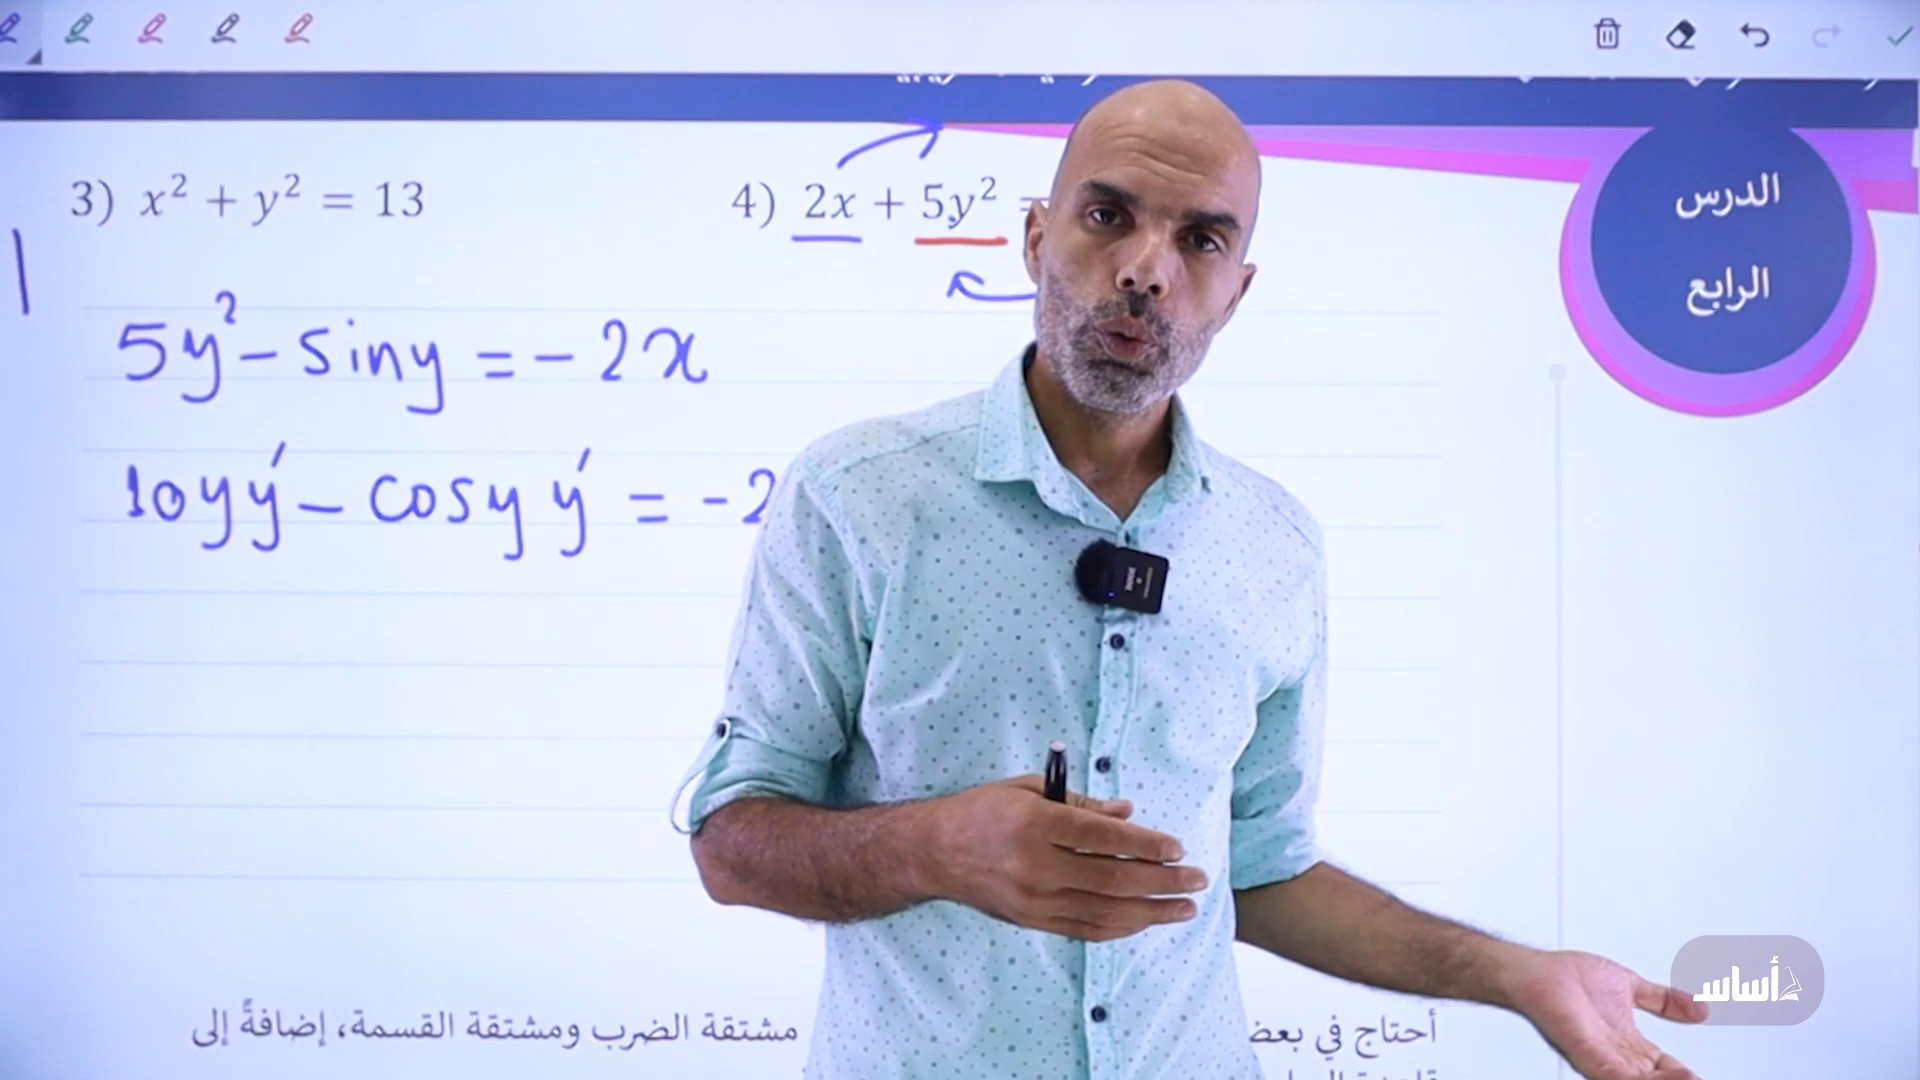 الدرس
الرابع
3) x² + y² = 13
4) 2x + 5y² =
5y² - sin y = -2x
10yy' - cosy y' = -2
أحتاج في بعض مشتقة الضرب ومشتقة القسمة، إضافةً إلى
أساس